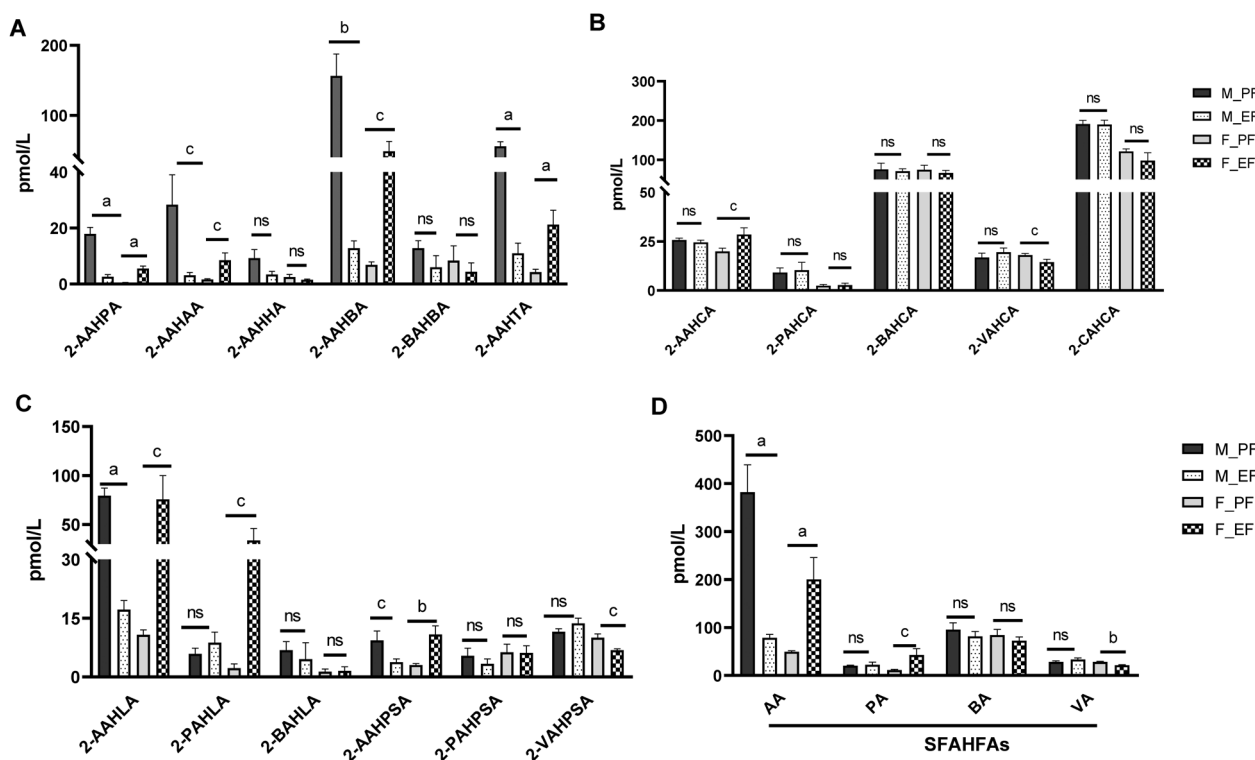 A
pmol/L
200
100
40
20
0
a
a
c
c
ns
ns
b
c
ns
ns
a
a
2-AAHPA
2-AAHAA
2-AAHHA
2-AAHBA
2-BAHBA
2-AAHTA
B
pmol/L
300
200
100
50
25
0
ns
c
ns
ns
ns
ns
ns
c
ns
ns
2-AAHCA
2-PAHCA
2-BAHCA
2-VAHCA
2-CAHCA
M_PF
M_EF
F_PF
F_EF
C
pmol/L
150
100
50
30
15
0
a
c
ns
c
ns
ns
c
b
ns
ns
ns
c
2-AAHLA
2-PAHLA
2-BAHLA
2-AAHPSA
2-PAHPSA
2-VAHPSA
D
pmol/L
500
400
300
200
100
0
a
a
ns
c
ns
ns
ns
b
AA
PA
BA
VA
SFAHFAs
M_PF
M_EF
F_PF
F_EF